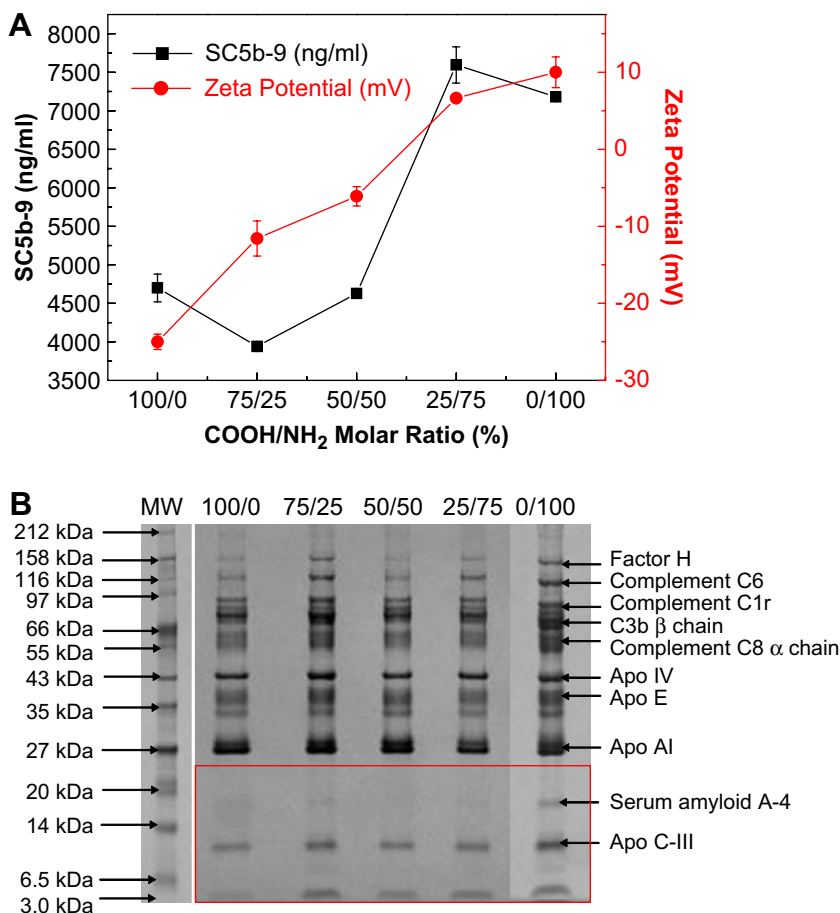 A
SC5b-9 (ng/ml)
Zeta Potential (mV)
8000
7500
7000
6500
6000
5500
5000
4500
4000
3500
SC5b-9 (ng/ml)
10
0
-10
-20
-30
Zeta Potential
(mV)
100/0 75/25 50/50 25/75 0/100
COOH/NH₂ Molar Ratio (%)
B
MW 100/0 75/25 50/50 25/75 0/100
212 kDa
158 kDa
116 kDa
97 kDa
66 kDa
55 kDa
43 kDa
35 kDa
27 kDa
20 kDa
14 kDa
6.5 kDa
3.0 kDa
Factor H
Complement C6
Complement C1r
C3b β chain
Complement C8 α chain
Apo IV
Apo E
Apo AI
Serum amyloid A-4
Apo C-III